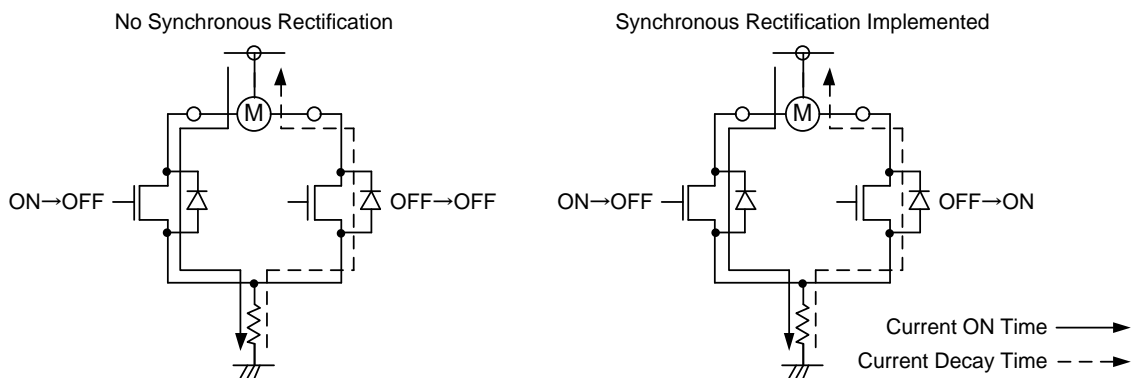 No Synchronous Rectification
Synchronous Rectification Implemented
M
M
ON→OFF
OFF→OFF
ON→OFF
OFF→ON
Current ON Time
Current Decay Time